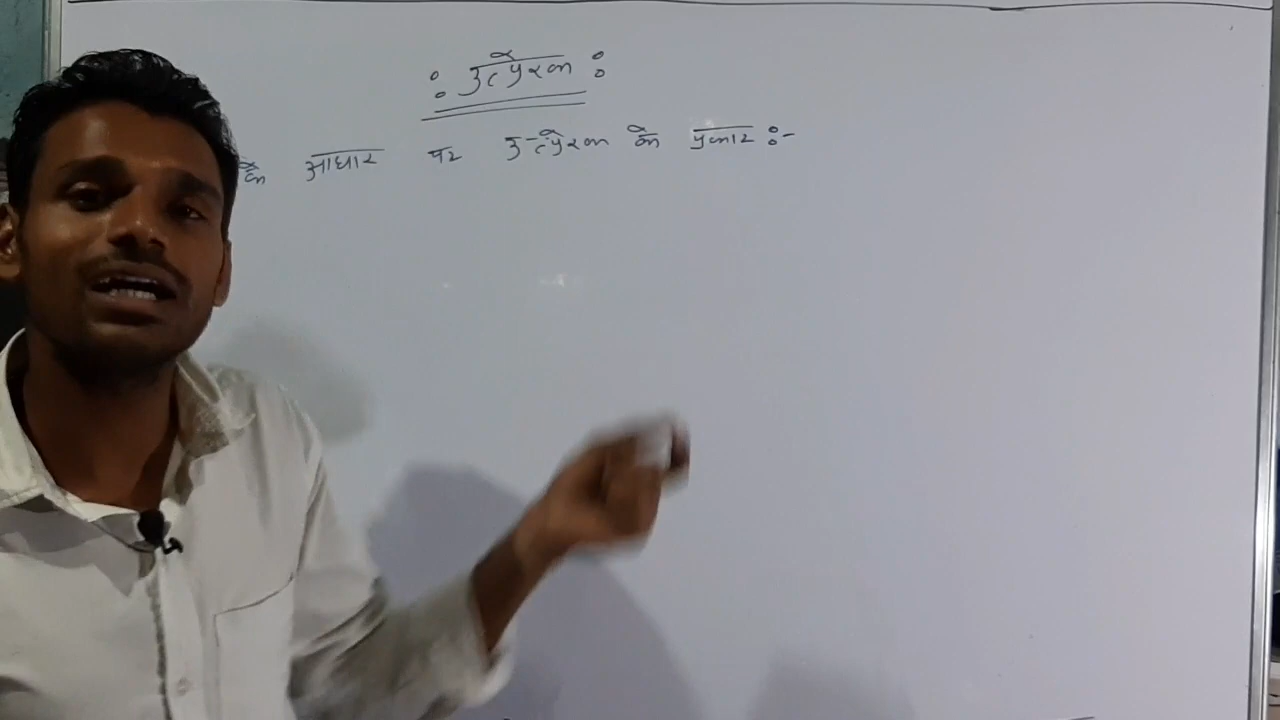 : उत्प्रेरण :
के आधार पर उत्प्रेरण के प्रकार :-